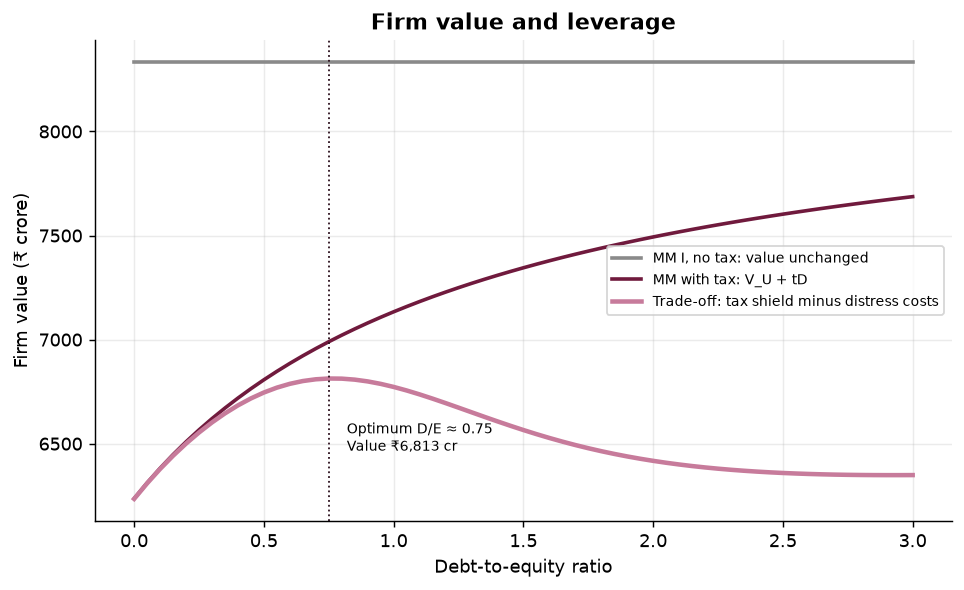 Firm value and leverage
Firm value (₹ crore)
8000
7500
7000
6500
MM I, no tax: value unchanged
MM with tax: V_U + tD
Trade-off: tax shield minus distress costs
Optimum D/E ≈ 0.75
Value ₹6,813 cr
0.0 0.5 1.0 1.5 2.0 2.5 3.0
Debt-to-equity ratio